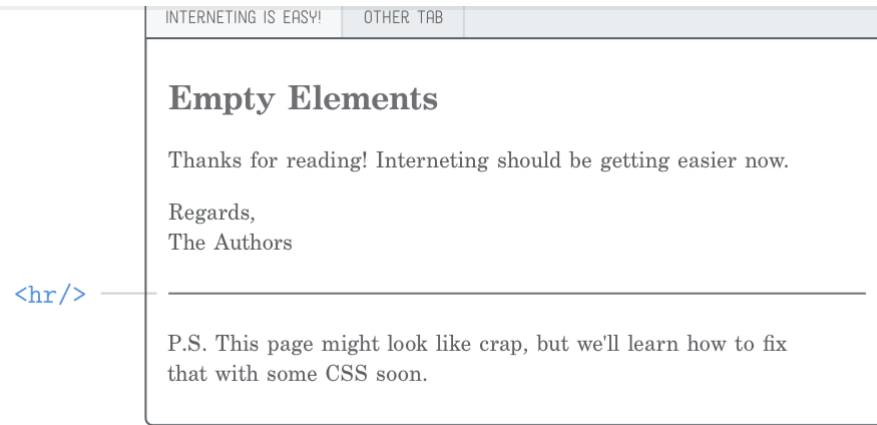 INTERNETING IS EASY! OTHER TAB
Empty Elements
Thanks for reading! Interneting should be getting easier now.
Regards,
The Authors
<hr/>
P.S. This page might look like crap, but we'll learn how to fix
that with some CSS soon.